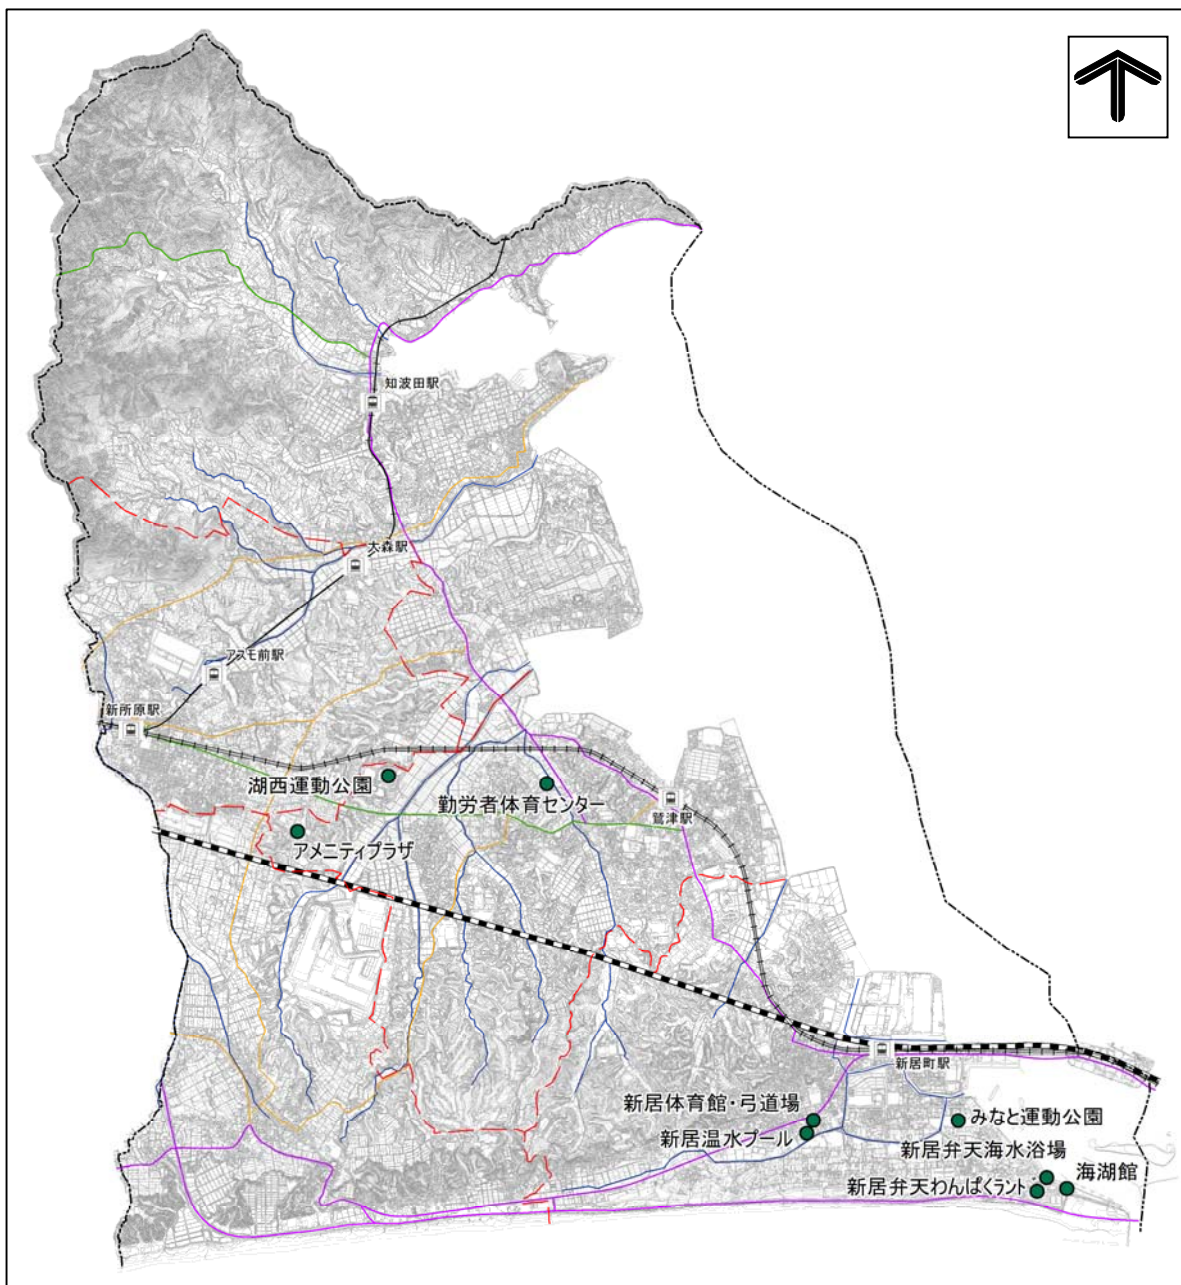 知波田駅
大森駅
アスモ前駅
新所原駅
湖西運動公園
勤労者体育センター
鷲津駅
アメニティプラザ
新居町駅
新居体育館・弓道場
みなと運動公園
新居温水プール
新居弁天海水浴場
海湖館
新居弁天わんぱくラント